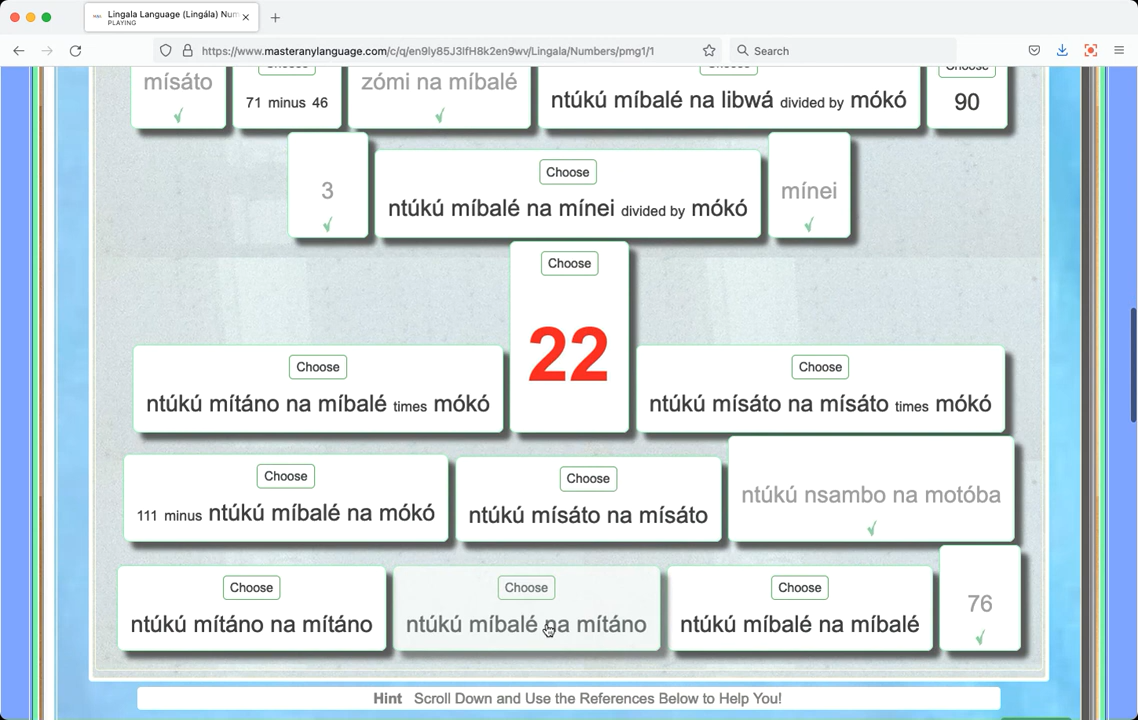 Lingala Language (Lingála) Num
PLAYING
https://www.masteranylanguage.com/c/q/en9ly85J3lfH8k2en9wv/Lingala/Numbers/pmg1/1
Search
Choose
Choose
Choose
mísáto
71 minus 46
zómi na míbalé
ntúkú míbalé na libwá divided by mókó
90
Choose
3
ntúkú míbalé na mínei divided by mókó
mínei
Choose
22
Choose
Choose
ntúkú mítáno na míbalé times mókó
ntúkú mísáto na mísáto times mókó
Choose
Choose
111 minus ntúkú míbalé na mókó
ntúkú mísáto na mísáto
ntúkú nsambo na motóba
Choose
Choose
Choose
ntúkú mítáno na mítáno
ntúkú míbalé na mítáno
ntúkú míbalé na míbalé
76
Hint Scroll Down and Use the References Below to Help You!